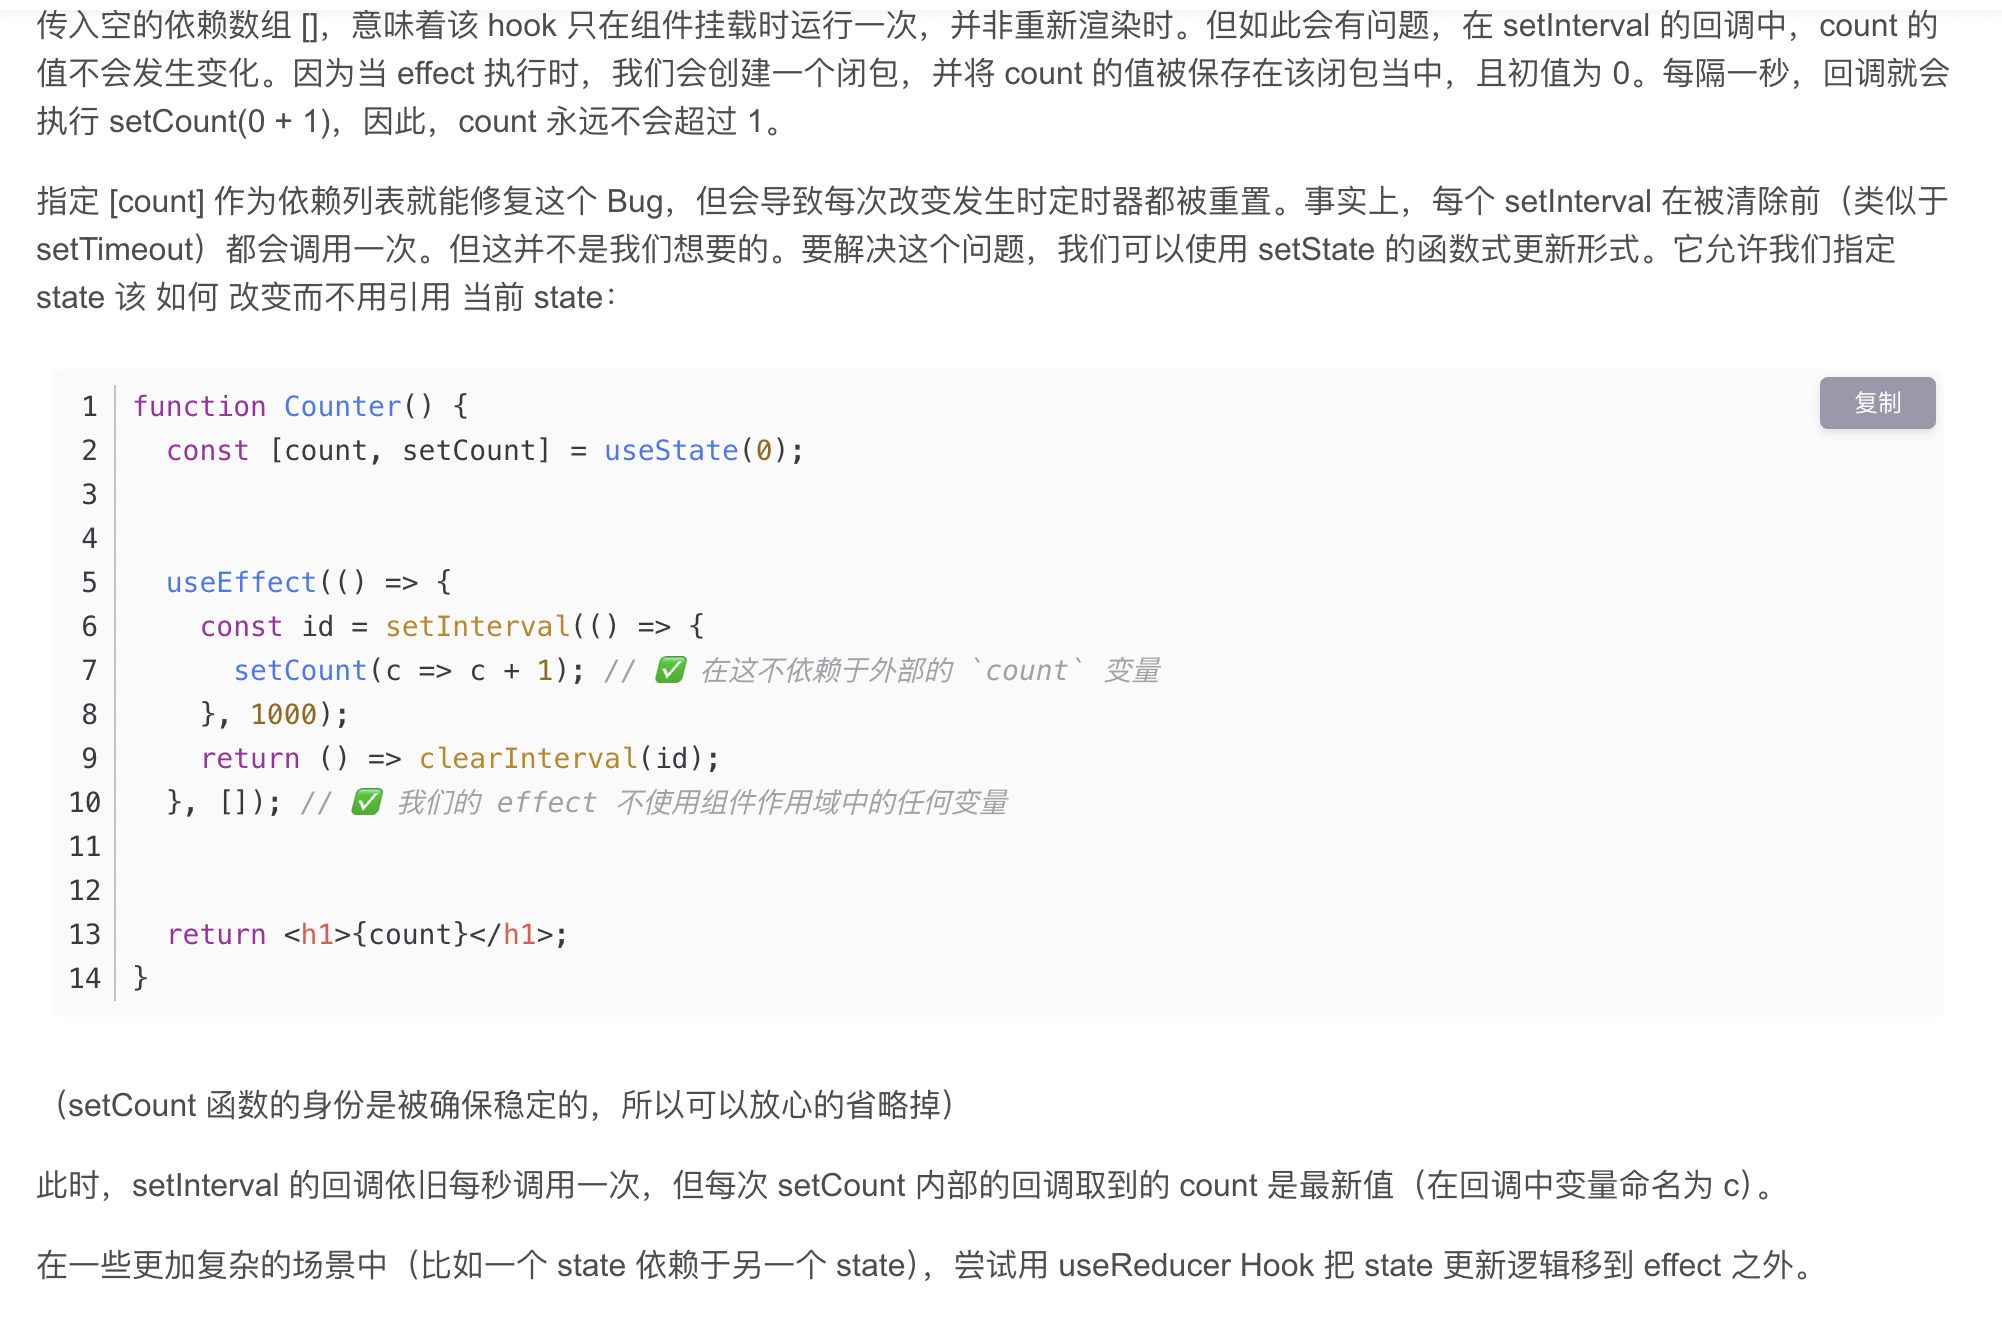 传入空的依赖数组 []，意味着该 hook 只在组件挂载时运行一次，并非重新渲染时。但如此会有问题，在 setInterval 的回调中，count 的
值不会发生变化。因为当 effect 执行时，我们会创建一个闭包，并将 count 的值被保存在该闭包当中，且初值为 0。每隔一秒，回调就会
执行 setCount(0 + 1)，因此，count 永远不会超过 1。
指定 [count] 作为依赖列表就能修复这个 Bug，但会导致每次改变发生时定时器都被重置。事实上，每个 setInterval 在被清除前（类似于
setTimeout）都会调用一次。但这并不是我们想要的。要解决这个问题，我们可以使用 setState 的函数式更新形式。它允许我们指定
state 该 如何 改变而不用引用 当前 state：
复制
1 function Counter() {
2   const [count, setCount] = useState(0);
3
4
5   useEffect(() => {
6     const id = setInterval(() => {
7       setCount(c => c + 1); // ✅ 在这不依赖于外部的 `count` 变量
8     }, 1000);
9     return () => clearInterval(id);
10   }, []); // ✅ 我们的 effect 不使用组件作用域中的任何变量
11
12
13   return <h1>{count}</h1>;
14 }
（setCount 函数的身份是被确保稳定的，所以可以放心的省略掉）
此时，setInterval 的回调依旧每秒调用一次，但每次 setCount 内部的回调取到的 count 是最新值（在回调中变量命名为 c）。
在一些更加复杂的场景中（比如一个 state 依赖于另一个 state），尝试用 useReducer Hook 把 state 更新逻辑移到 effect 之外。